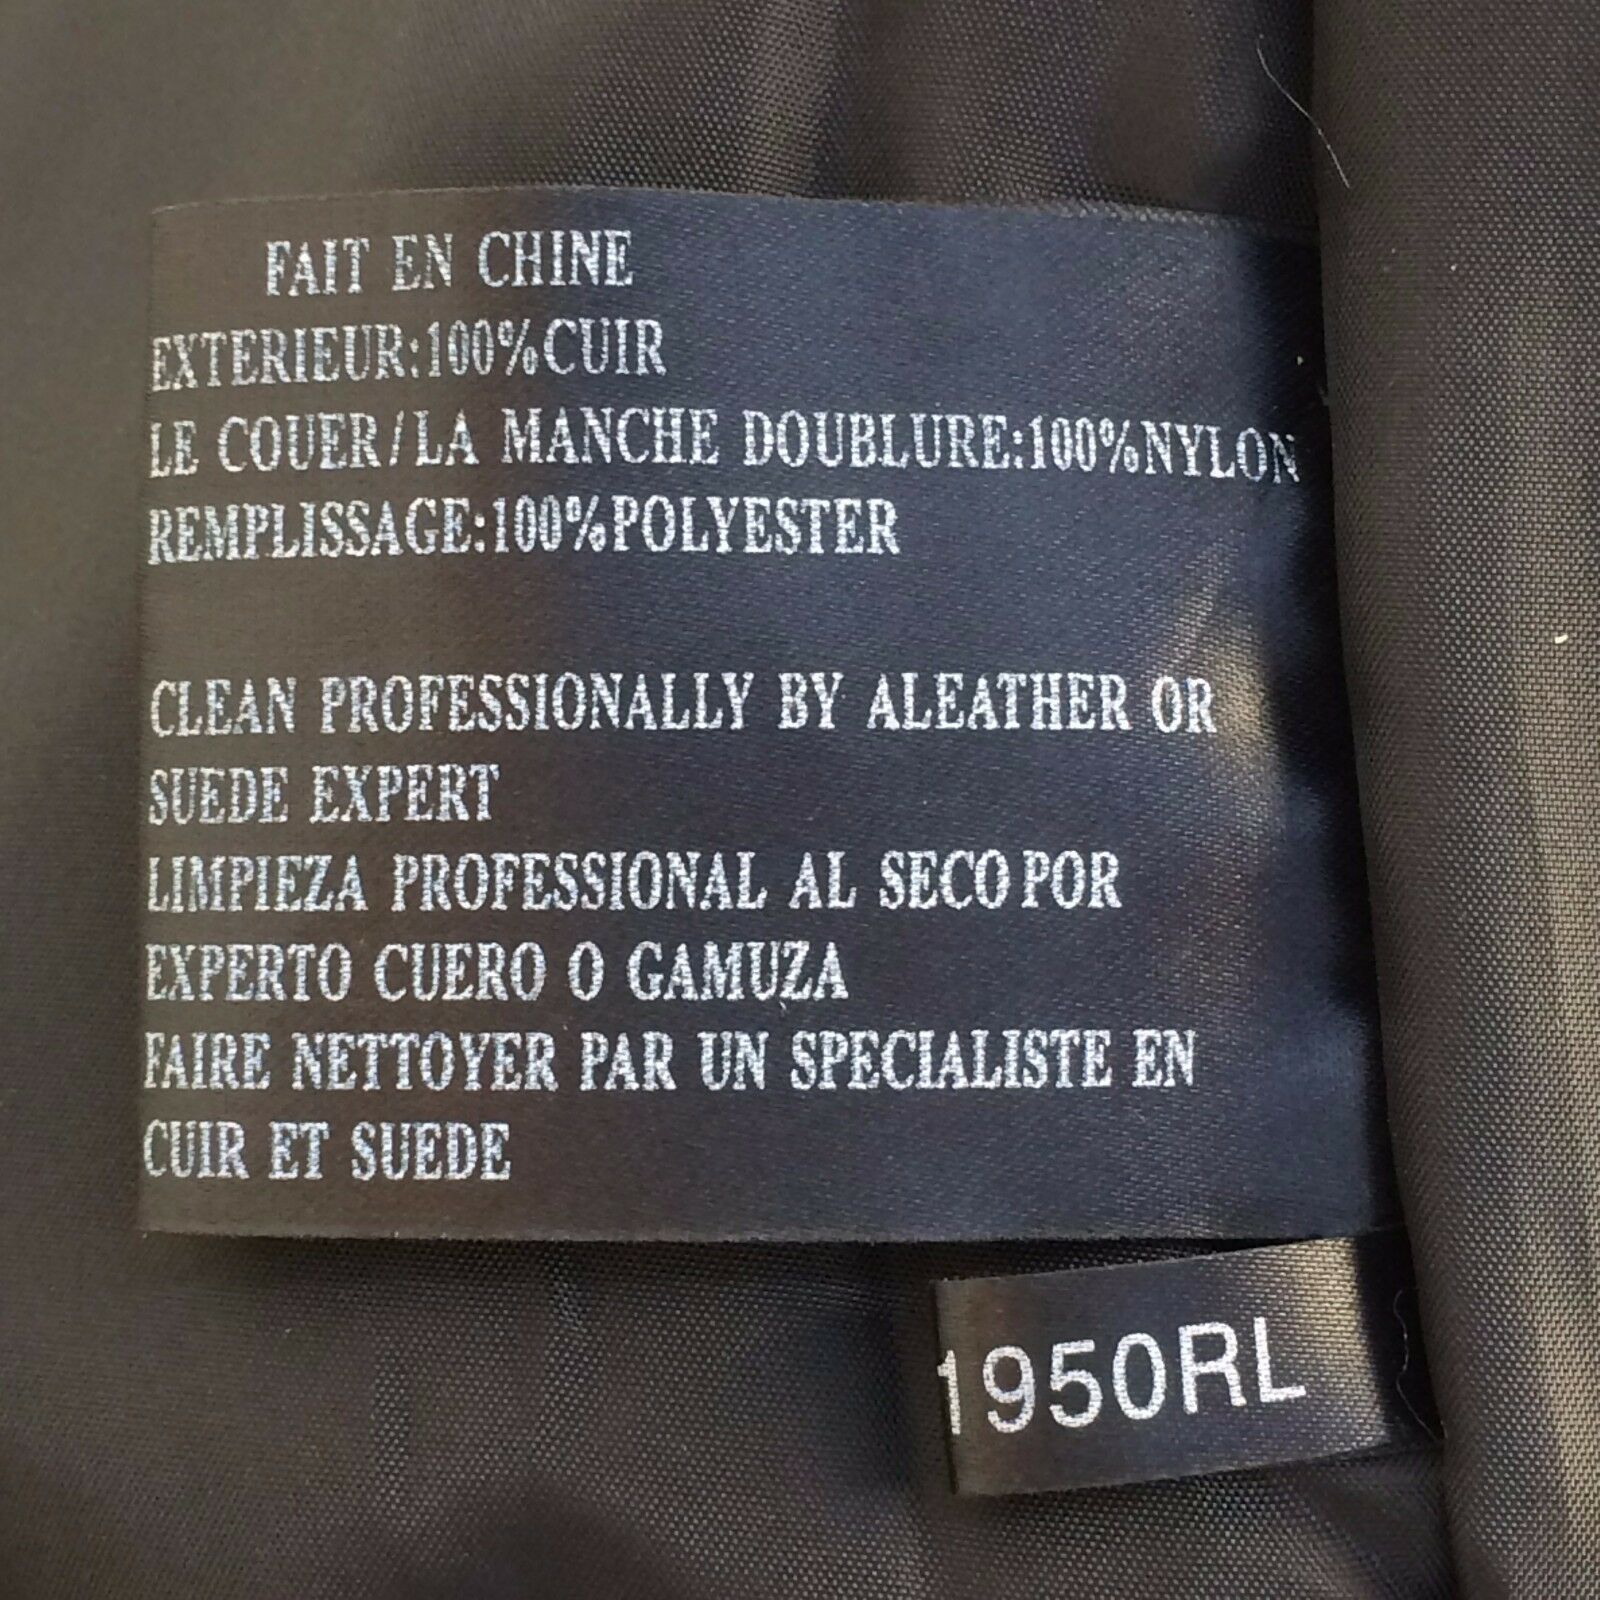 FAIT EN CHINE
EXTERIEUR:100%CUIR
LE COUER/LA MANCHE DOUBLURE:100%NYLON
REMPLISSAGE:100%POLYESTER
CLEAN PROFESSIONALLY BY ALEATHER OR
SUEDE EXPERT
LIMPIEZA PROFESSIONAL AL SECO POR
EXPERTO CUERO O GAMUZA
FAIRE NETTOYER PAR UN SPECIALISTE EN
CUIR ET SUEDE
1950RL